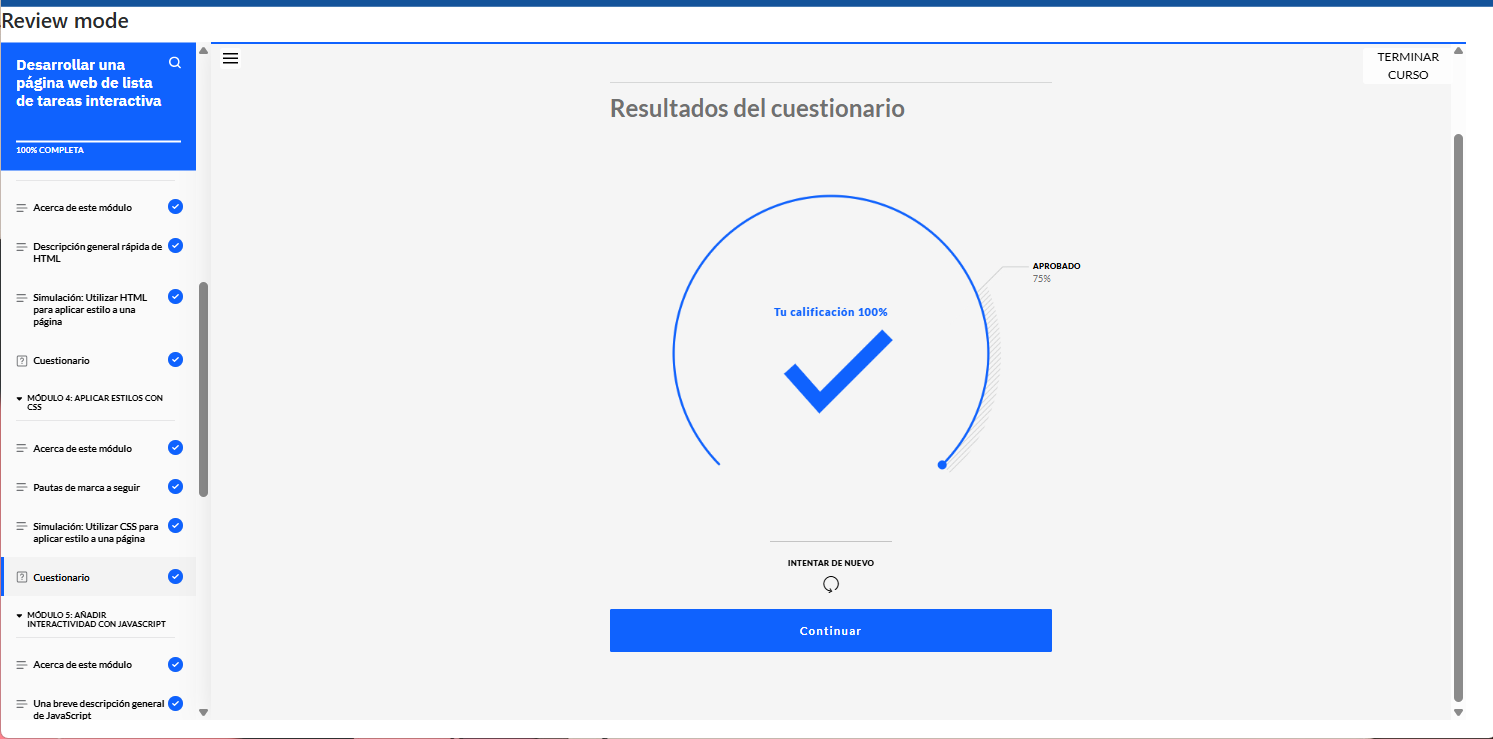 Review mode
Desarrollar una
página web de lista
de tareas interactiva
100% COMPLETA
Acerca de este módulo
Descripción general rápida de
HTML
Simulación: Utilizar HTML
para aplicar estilo a una
página
Cuestionario
MÓDULO 4: APLICAR ESTILOS CON
CSS
Acerca de este módulo
Pautas de marca a seguir
Simulación: Utilizar CSS para
aplicar estilo a una página
Cuestionario
MÓDULO 5: AÑADIR
INTERACTIVIDAD CON JAVASCRIPT
Acerca de este módulo
Una breve descripción general
de JavaScript
TERMINAR
CURSO
Resultados del cuestionario
APROBADO
75%
Tu calificación 100%
INTENTAR DE NUEVO
Continuar